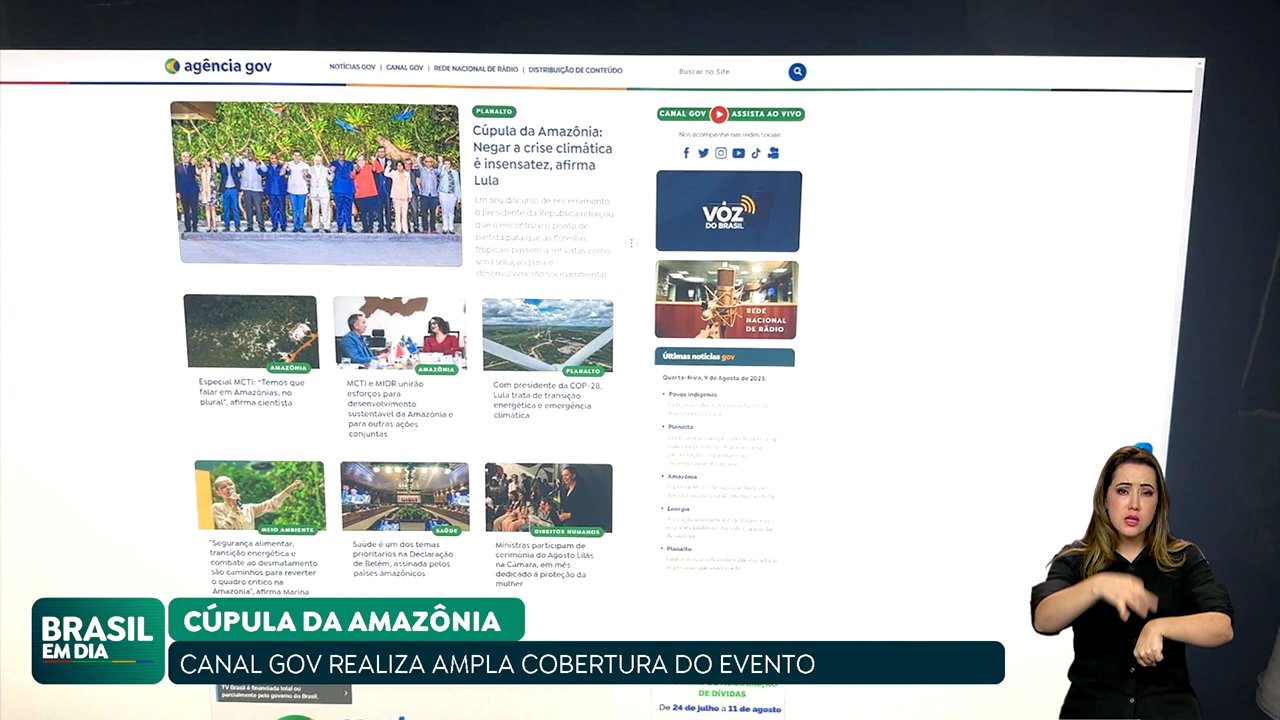 agência gov
NOTÍCIAS GOV | CANAL GOV | REDE NACIONAL DE RÁDIO | DISTRIBUIÇÃO DE CONTEÚDO
Buscar no Site
PLANALTO
Cúpula da Amazônia:
Negar a crise climática
é insensatez, afirma
Lula
Em seu discurso de encerramento,
o presidente da República reforçou
que o encontro é o ponto de
partida para que as florestas
tropicais passem a ser vistas como
uma solução para o
desenvolvimento socioambiental
CANAL GOV ASSISTA AO VIVO
Nos acompanhe nas redes sociais
VOZ
DO BRASIL
REDE
NACIONAL
DE RÁDIO
Últimas notícias gov
Quarta-feira, 9 de Agosto de 2023.
• Povos indígenas
• Planalto
• Amazônia
• Energia
• Planalto
AMAZÔNIA
Especial MCTI: "Temos que
falar em Amazônias, no
plural", afirma cientista
AMAZÔNIA
MCTI e MIDR unirão
esforços para
desenvolvimento
sustentável da Amazônia e
para outras ações
conjuntas
PLANALTO
Com presidente da COP-28,
Lula trata de transição
energética e emergência
climática
MEIO AMBIENTE
"Segurança alimentar,
transição energética e
combate ao desmatamento
são caminhos para reverter
o quadro crítico na
Amazônia", afirma Marina
SAÚDE
Saúde é um dos temas
prioritários na Declaração
de Belém, assinada pelos
países amazônicos
DIREITOS HUMANOS
Ministras participam de
cerimônia do Agosto Lilás
na Câmara, em mês
dedicado à proteção da
mulher
BRASIL
EM DIA
CÚPULA DA AMAZÔNIA
CANAL GOV REALIZA AMPLA COBERTURA DO EVENTO
TV Brasil é financiada total ou
parcialmente pelo governo do Brasil.
DE DÍVIDAS
De 24 de julho a 11 de agosto